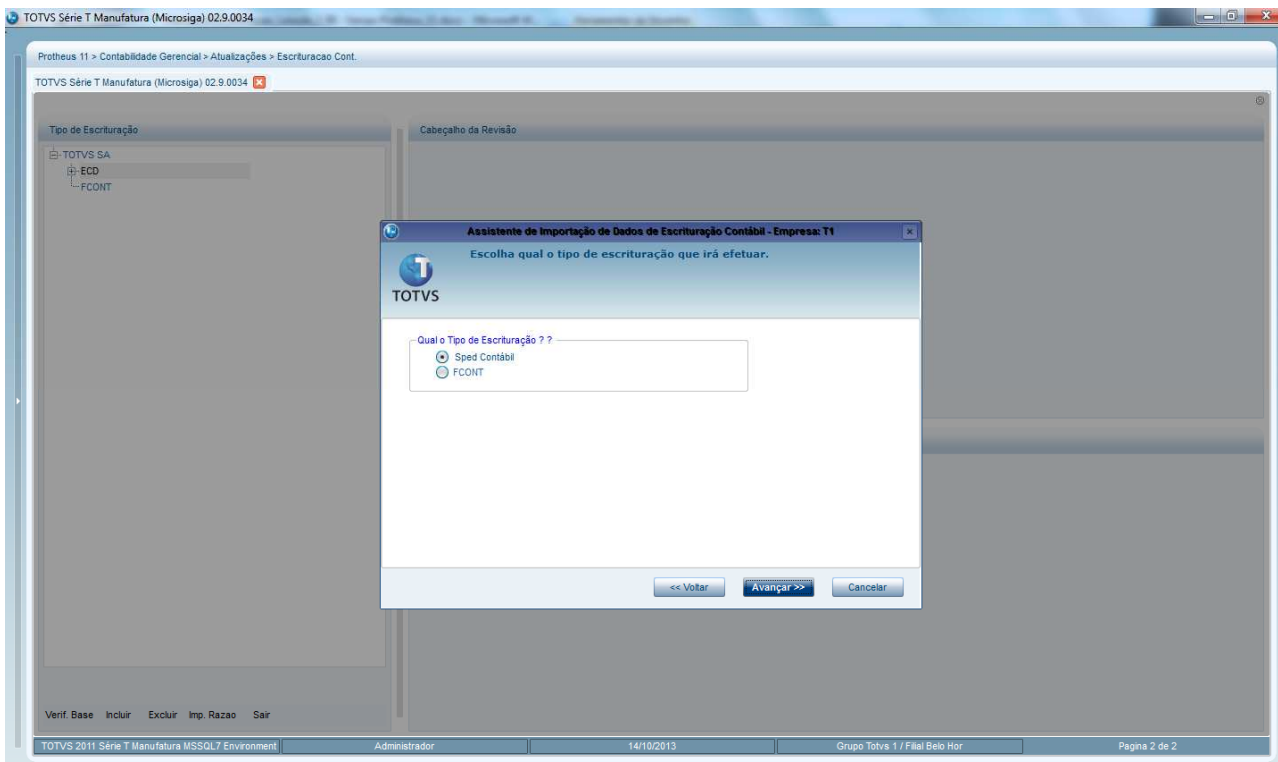 TOTVS Série T Manufatura (Microsiga) 02.9.0034
Protheus 11 > Contabilidade Gerencial > Atualizações > Escrituracao Cont.
TOTVS Série T Manufatura (Microsiga) 02.9.0034
Tipo de Escrituração
Cabeçalho da Revisão
TOTVS SA
ECD
FCONT
Assistente de Importação de Dados de Escrituração Contábil - Empresa: T1
Escolha qual o tipo de escrituração que irá efetuar.
TOTVS
Qual o Tipo de Escrituração ? ?
Sped Contábil
FCONT
<< Voltar Avançar >> Cancelar
Verif. Base Incluir Excluir Imp. Razao Sair
TOTVS 2011 Série T Manufatura MSSQL7 Environment Administrador 14/10/2013 Grupo Totvs 1 / Filial Belo Hor Pagina 2 de 2